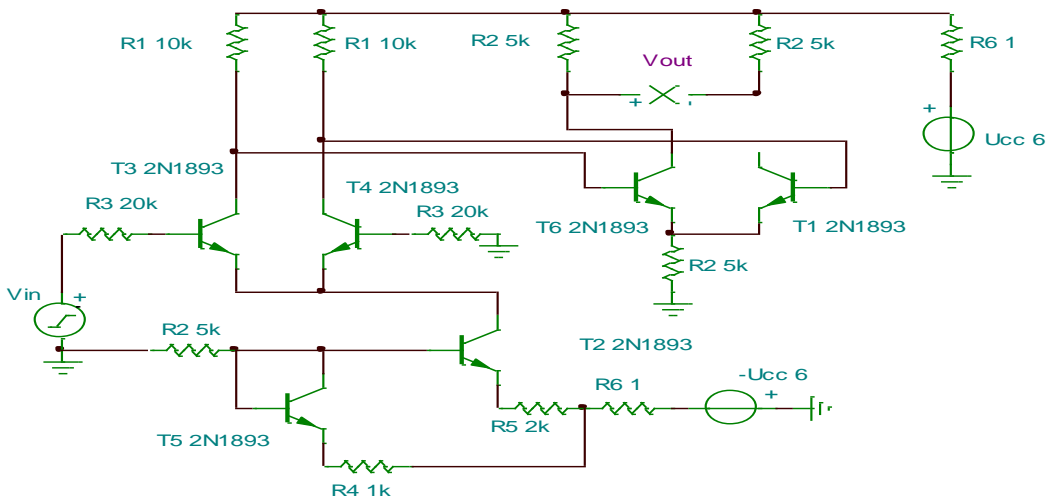 R1 10k
R1 10k
R2 5k
R2 5k
R6 1
Vout
+
-
+
Ucc 6
T3 2N1893
T4 2N1893
R3 20k
R3 20k
T6 2N1893
T1 2N1893
R2 5k
Vin
+
R2 5k
T2 2N1893
R6 1
-Ucc 6
+
R5 2k
T5 2N1893
R4 1k